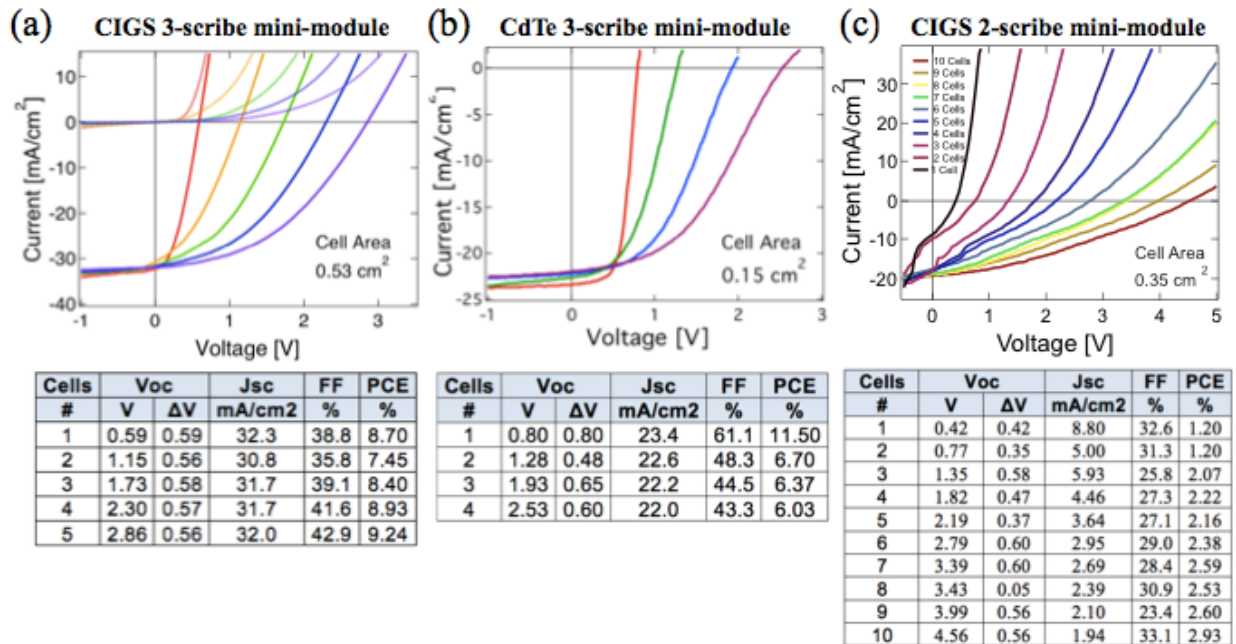 (a) CIGS 3-scribe mini-module
10
0
-10
-20
-30
-40
Current [mA/cm²]
-1 0 1 2 3
Voltage [V]
Cell Area
0.53 cm²
Cells Voc Jsc FF PCE
# V ΔV mA/cm2 % %
1 0.59 0.59 32.3 38.8 8.70
2 1.15 0.56 30.8 35.8 7.45
3 1.73 0.58 31.7 39.1 8.40
4 2.30 0.57 31.7 41.6 8.93
5 2.86 0.56 32.0 42.9 9.24
(b) CdTe 3-scribe mini-module
0
-5
-10
-15
-20
-25
Current [mA/cm²]
-1 0 1 2 3
Voltage [V]
Cell Area
0.15 cm²
Cells Voc Jsc FF PCE
# V ΔV mA/cm2 % %
1 0.80 0.80 23.4 61.1 11.50
2 1.28 0.48 22.6 48.3 6.70
3 1.93 0.65 22.2 44.5 6.37
4 2.53 0.60 22.0 43.3 6.03
(c) CIGS 2-scribe mini-module
10 Cells
9 Cells
8 Cells
7 Cells
6 Cells
5 Cells
4 Cells
3 Cells
2 Cells
1 Cell
30
20
10
0
-10
-20
Current [mA/cm²]
0 1 2 3 4 5
Voltage [V]
Cell Area
0.35 cm²
Cells Voc Jsc FF PCE
# V ΔV mA/cm2 % %
1 0.42 0.42 8.80 32.6 1.20
2 0.77 0.35 5.00 31.3 1.20
3 1.35 0.58 5.93 25.8 2.07
4 1.82 0.47 4.46 27.3 2.22
5 2.19 0.37 3.64 27.1 2.16
6 2.79 0.60 2.95 29.0 2.38
7 3.39 0.60 2.69 28.4 2.59
8 3.43 0.05 2.39 30.9 2.53
9 3.99 0.56 2.10 23.4 2.60
10 4.56 0.56 1.94 33.1 2.93